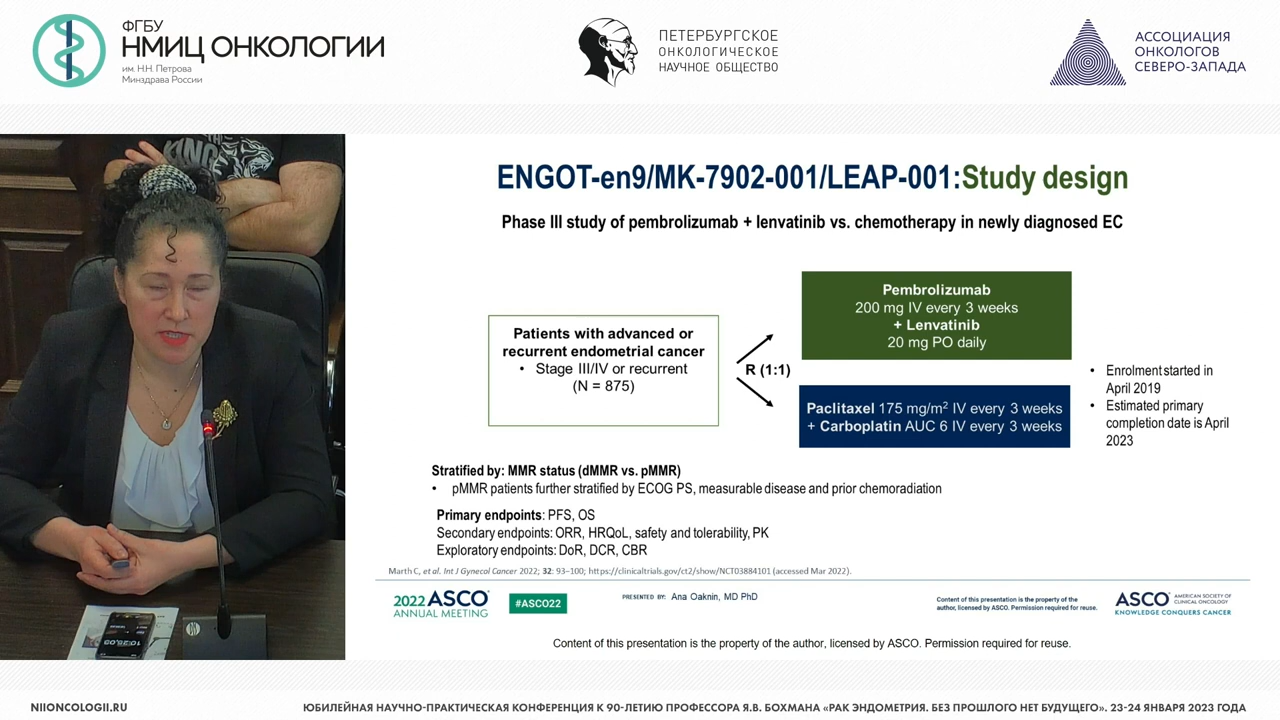 ФГБУ
НМИЦ ОНКОЛОГИИ
им. Н.Н. Петрова
Минздрава России
ПЕТЕРБУРГСКОЕ
ОНКОЛОГИЧЕСКОЕ
НАУЧНОЕ ОБЩЕСТВО
АССОЦИАЦИЯ
ОНКОЛОГОВ
СЕВЕРО-ЗАПАДА
KING
ENGOT-en9/MK-7902-001/LEAP-001:Study design
Phase III study of pembrolizumab + lenvatinib vs. chemotherapy in newly diagnosed EC
Patients with advanced or
recurrent endometrial cancer
• Stage III/IV or recurrent
(N = 875)
R (1:1)
Pembrolizumab
200 mg IV every 3 weeks
+ Lenvatinib
20 mg PO daily
Paclitaxel 175 mg/m² IV every 3 weeks
+ Carboplatin AUC 6 IV every 3 weeks
• Enrolment started in
April 2019
• Estimated primary
completion date is April
2023
Stratified by: MMR status (dMMR vs. pMMR)
• pMMR patients further stratified by ECOG PS, measurable disease and prior chemoradiation
Primary endpoints: PFS, OS
Secondary endpoints: ORR, HRQoL, safety and tolerability, PK
Exploratory endpoints: DoR, DCR, CBR
Marth C, et al. Int J Gynecol Cancer 2022; 32: 93–100; https://clinicaltrials.gov/ct2/show/NCT03884101 (accessed Mar 2022).
2022 ASCO
ANNUAL MEETING
#ASCO22
PRESENTED BY: Ana Oaknin, MD PhD
Content of this presentation is the property of the
author, licensed by ASCO. Permission required for reuse.
ASCO AMERICAN SOCIETY OF
CLINICAL ONCOLOGY
KNOWLEDGE CONQUERS CANCER
Content of this presentation is the property of the author, licensed by ASCO. Permission required for reuse.
NIIONCOLOGII.RU
ЮБИЛЕЙНАЯ НАУЧНО-ПРАКТИЧЕСКАЯ КОНФЕРЕНЦИЯ К 90-ЛЕТИЮ ПРОФЕССОРА Я.В. БОХМАНА «РАК ЭНДОМЕТРИЯ. БЕЗ ПРОШЛОГО НЕТ БУДУЩЕГО». 23-24 ЯНВАРЯ 2023 ГОДА